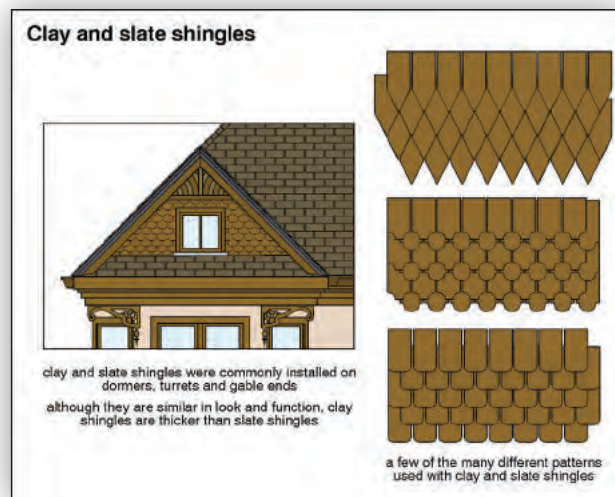 Clay and slate shingles
clay and slate shingles were commonly installed on
dormers, turrets and gable ends
although they are similar in look and function, clay
shingles are thicker than slate shingles
a few of the many different patterns
used with clay and slate shingles